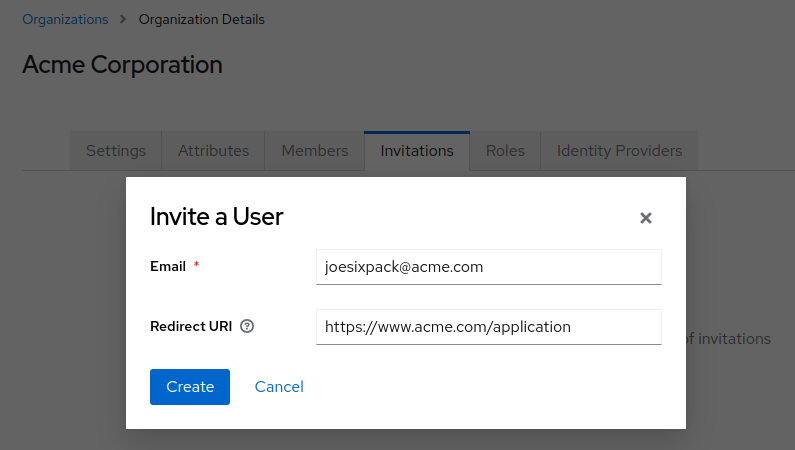 Organizations > Organization Details
Acme Corporation
Settings Attributes Members Invitations Roles Identity Providers
Invite a User
Email *
joesixpack@acme.com
Redirect URI
https://www.acme.com/application
of invitations
Create Cancel